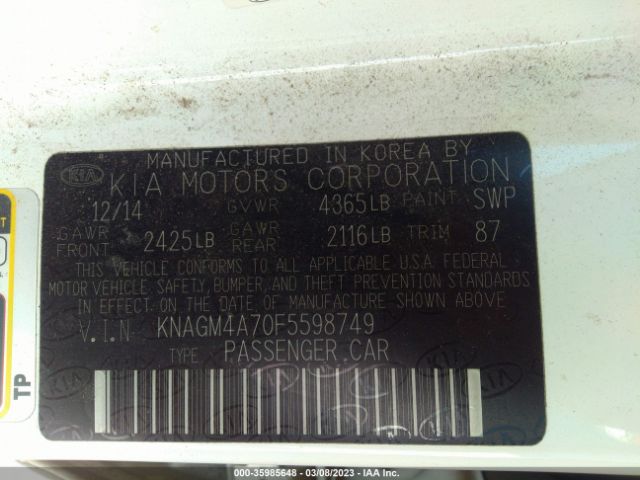 MANUFACTURED IN KOREA BY
KIA KIA MOTORS CORPORATION
12/14 GVWR 4365LB PAINT SWP
GAWR FRONT 2425LB GAWR REAR 2116LB TRIM 87
THIS VEHICLE CONFORMS TO ALL APPLICABLE U.S.A. FEDERAL
MOTOR VEHICLE SAFETY, BUMPER, AND THEFT PREVENTION STANDARDS
IN EFFECT ON THE DATE OF MANUFACTURE SHOWN ABOVE
V.I.N KNAGM4A70F5598749
TYPE PASSENGER CAR
TP
000-35985648 - 03/08/2023 - IAA Inc.